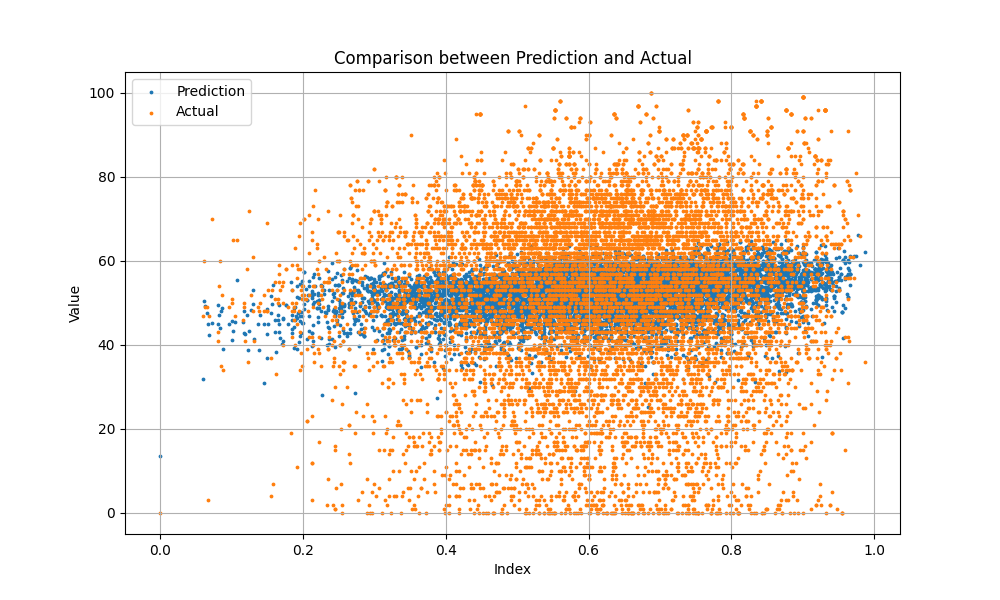 Comparison between Prediction and Actual
Prediction
Actual
100
80
60
40
20
0
Value
0.0 0.2 0.4 0.6 0.8 1.0
Index